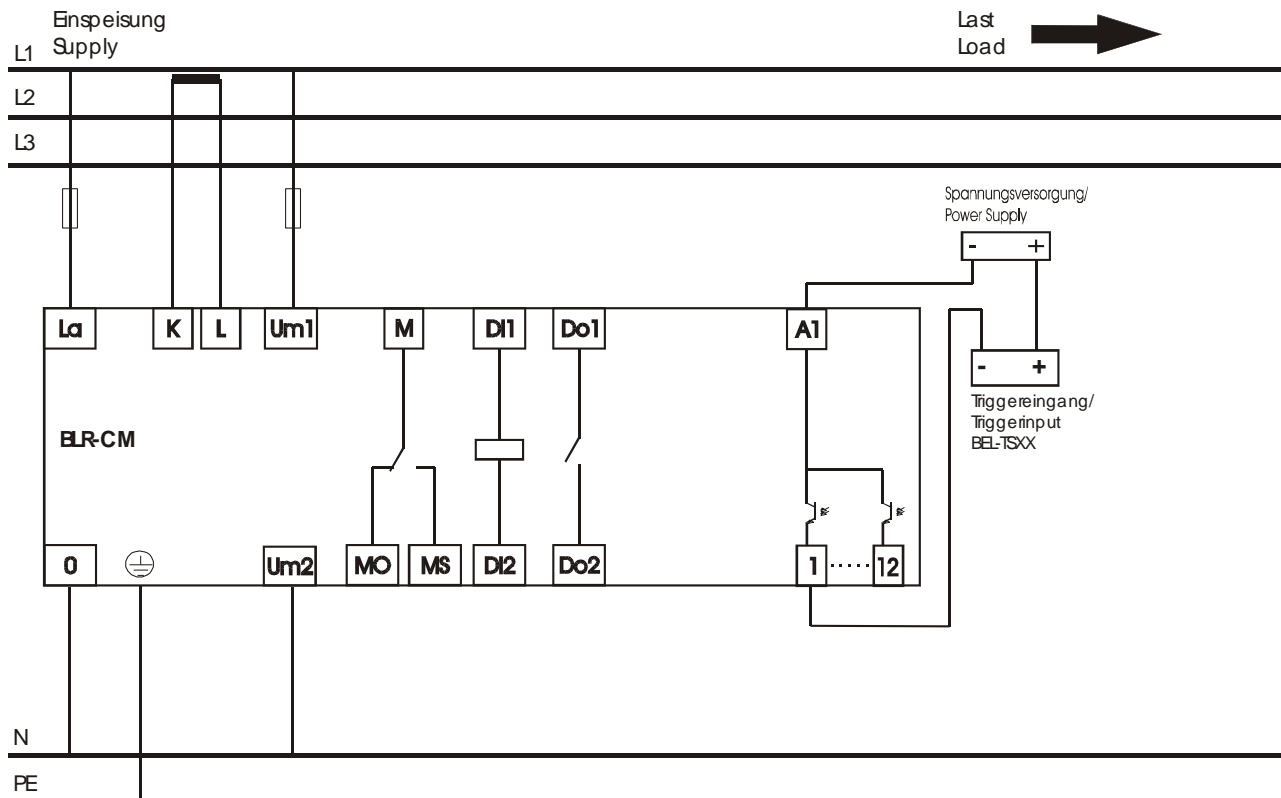 Einspeisung
Supply
Last
Load
L1
L2
L3
Spannungsversorgung/
Power Supply
- +
La K L Um1 M DI1 Do1 A1
- +
Triggereingang/
Triggerinput
BEL-TSXX
BLR-CM
0 Um2 MO MS DI2 Do2 1 ...... 12
N
PE